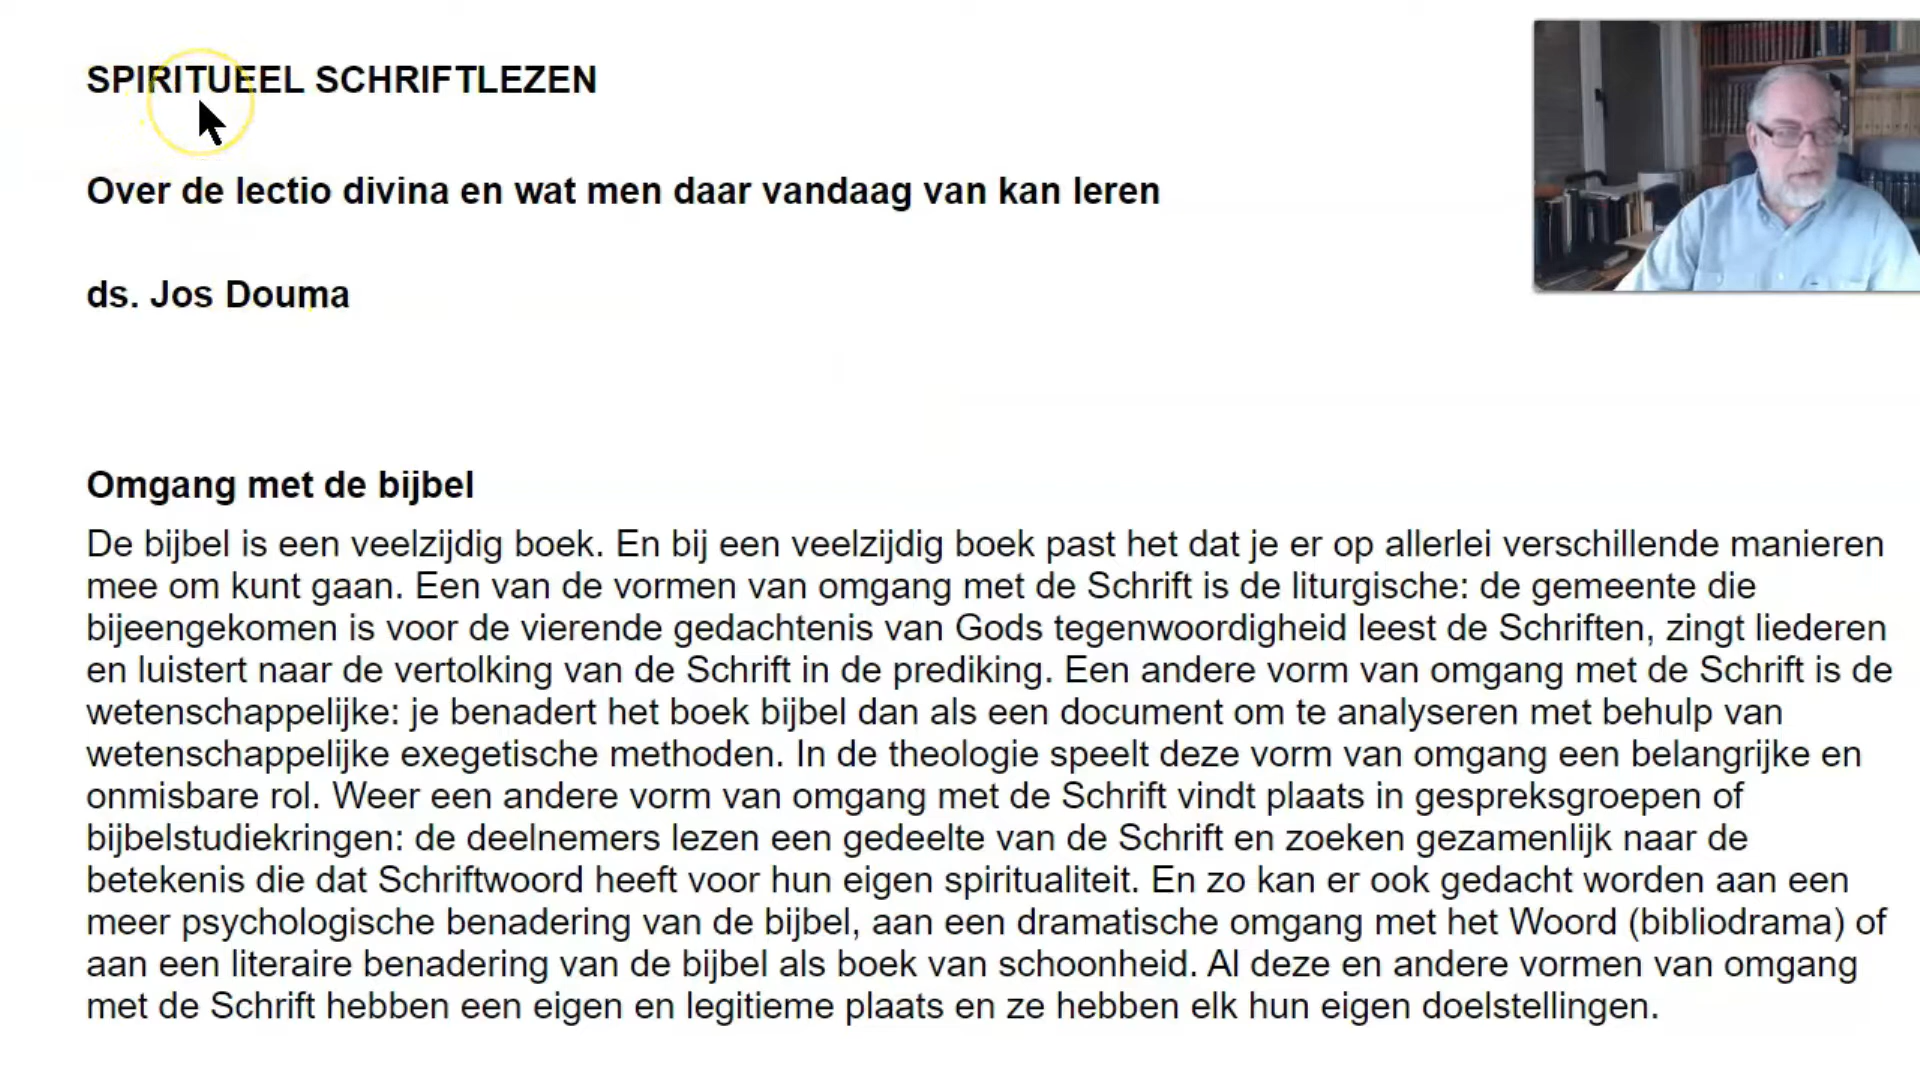 SPIRITUEEL SCHRIFTLEZEN
Over de lectio divina en wat men daar vandaag van kan leren
ds. Jos Douma
Omgang met de bijbel
De bijbel is een veelzijdig boek. En bij een veelzijdig boek past het dat je er op allerlei verschillende manieren
mee om kunt gaan. Een van de vormen van omgang met de Schrift is de liturgische: de gemeente die
bijeengekomen is voor de vierende gedachtenis van Gods tegenwoordigheid leest de Schriften, zingt liederen
en luistert naar de vertolking van de Schrift in de prediking. Een andere vorm van omgang met de Schrift is de
wetenschappelijke: je benadert het boek bijbel dan als een document om te analyseren met behulp van
wetenschappelijke exegetische methoden. In de theologie speelt deze vorm van omgang een belangrijke en
onmisbare rol. Weer een andere vorm van omgang met de Schrift vindt plaats in gespreksgroepen of
bijbelstudiekringen: de deelnemers lezen een gedeelte van de Schrift en zoeken gezamenlijk naar de
betekenis die dat Schriftwoord heeft voor hun eigen spiritualiteit. En zo kan er ook gedacht worden aan een
meer psychologische benadering van de bijbel, aan een dramatische omgang met het Woord (bibliodrama) of
aan een literaire benadering van de bijbel als boek van schoonheid. Al deze en andere vormen van omgang
met de Schrift hebben een eigen en legitieme plaats en ze hebben elk hun eigen doelstellingen.